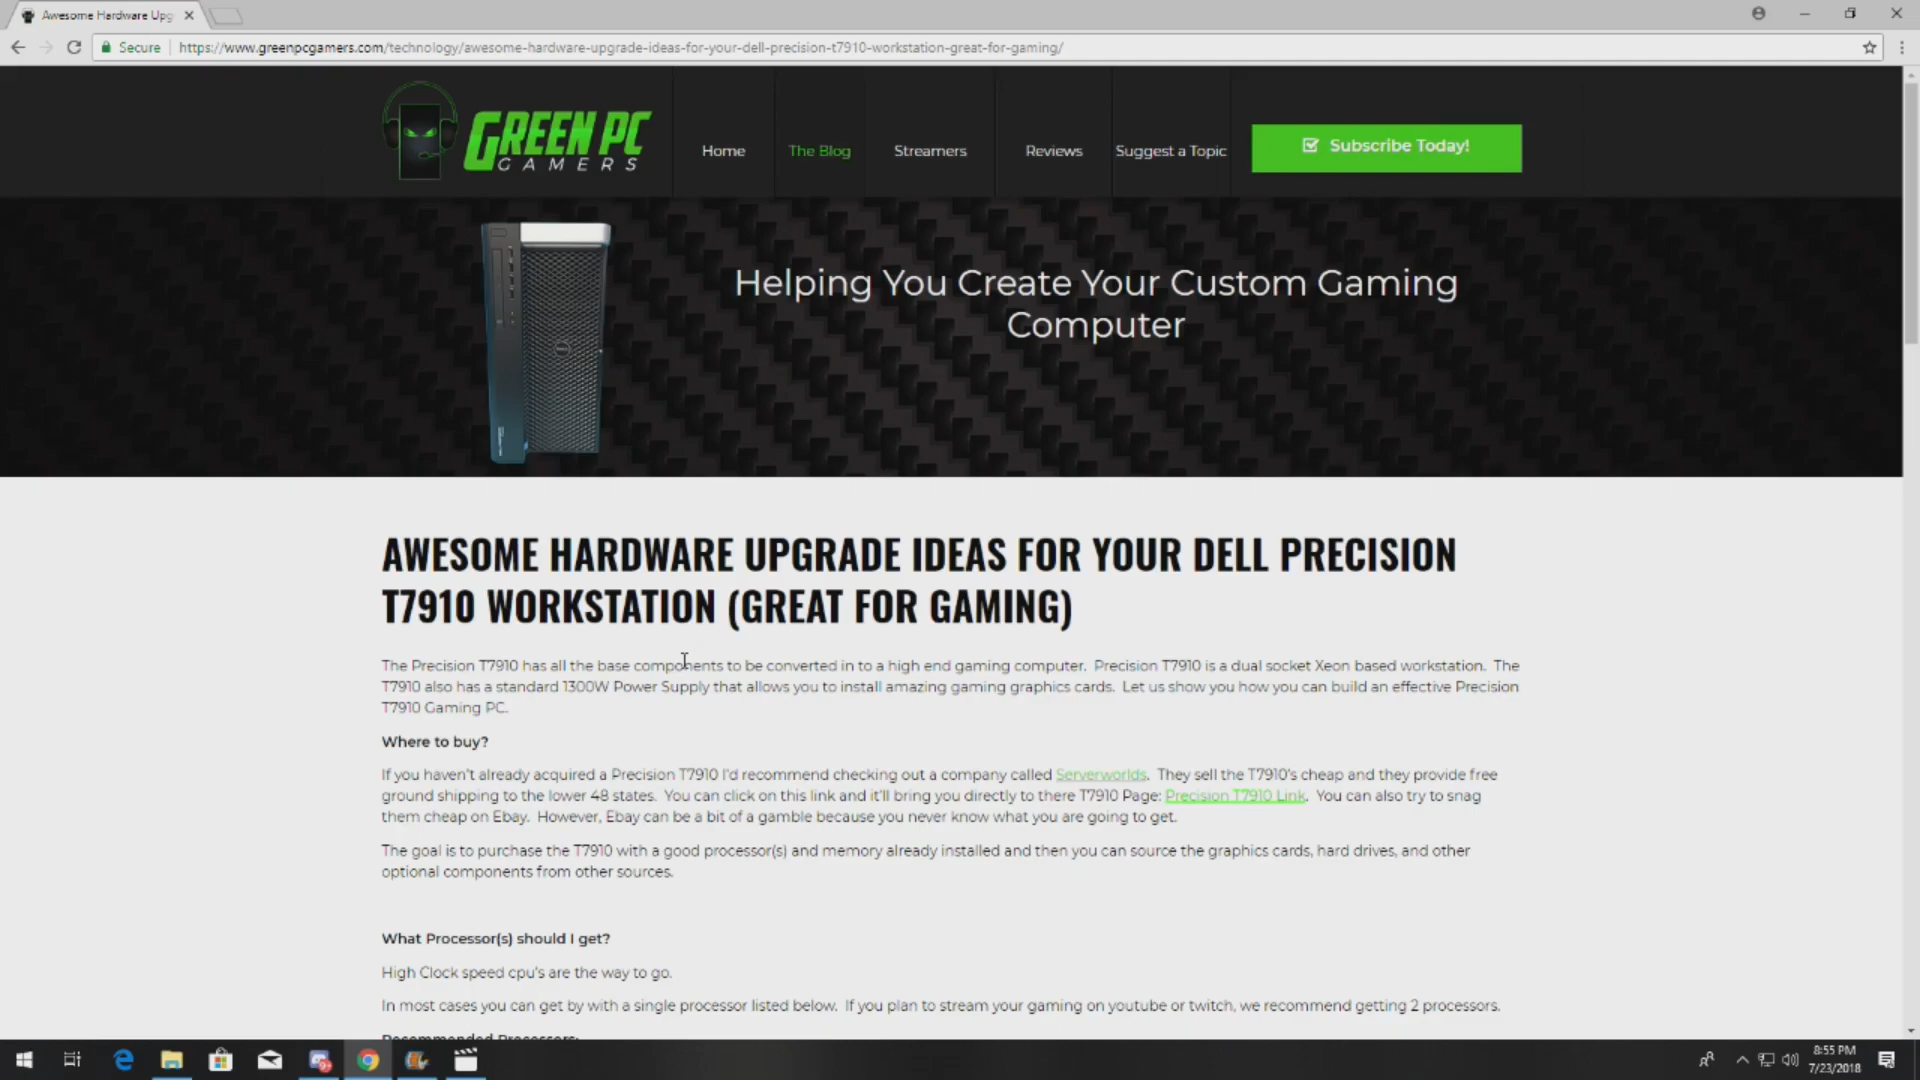 Awesome Hardware Upg
Secure
https://www.greenpcgamers.com/technology/awesome-hardware-upgrade-ideas-for-your-dell-precision-t7910-workstation-great-for-gaming/
GREEN PC
GAMERS
Home
The Blog
Streamers
Reviews
Suggest a Topic
Subscribe Today!
Helping You Create Your Custom Gaming
Computer
AWESOME HARDWARE UPGRADE IDEAS FOR YOUR DELL PRECISION
T7910 WORKSTATION (GREAT FOR GAMING)
The Precision T7910 has all the base components to be converted in to a high end gaming computer. Precision T7910 is a dual socket Xeon based workstation. The
T7910 also has a standard 1300W Power Supply that allows you to install amazing gaming graphics cards. Let us show you how you can build an effective Precision
T7910 Gaming PC.
Where to buy?
If you haven't already acquired a Precision T7910 I'd recommend checking out a company called Serverworlds. They sell the T7910's cheap and they provide free
ground shipping to the lower 48 states. You can click on this link and it'll bring you directly to there T7910 Page: Precision T7910 Link. You can also try to snag
them cheap on Ebay. However, Ebay can be a bit of a gamble because you never know what you are going to get.
The goal is to purchase the T7910 with a good processor(s) and memory already installed and then you can source the graphics cards, hard drives, and other
optional components from other sources.
What Processor(s) should I get?
High Clock speed cpu's are the way to go.
In most cases you can get by with a single processor listed below. If you plan to stream your gaming on youtube or twitch, we recommend getting 2 processors.
Recommended Processors:
8:55 PM
7/23/2018